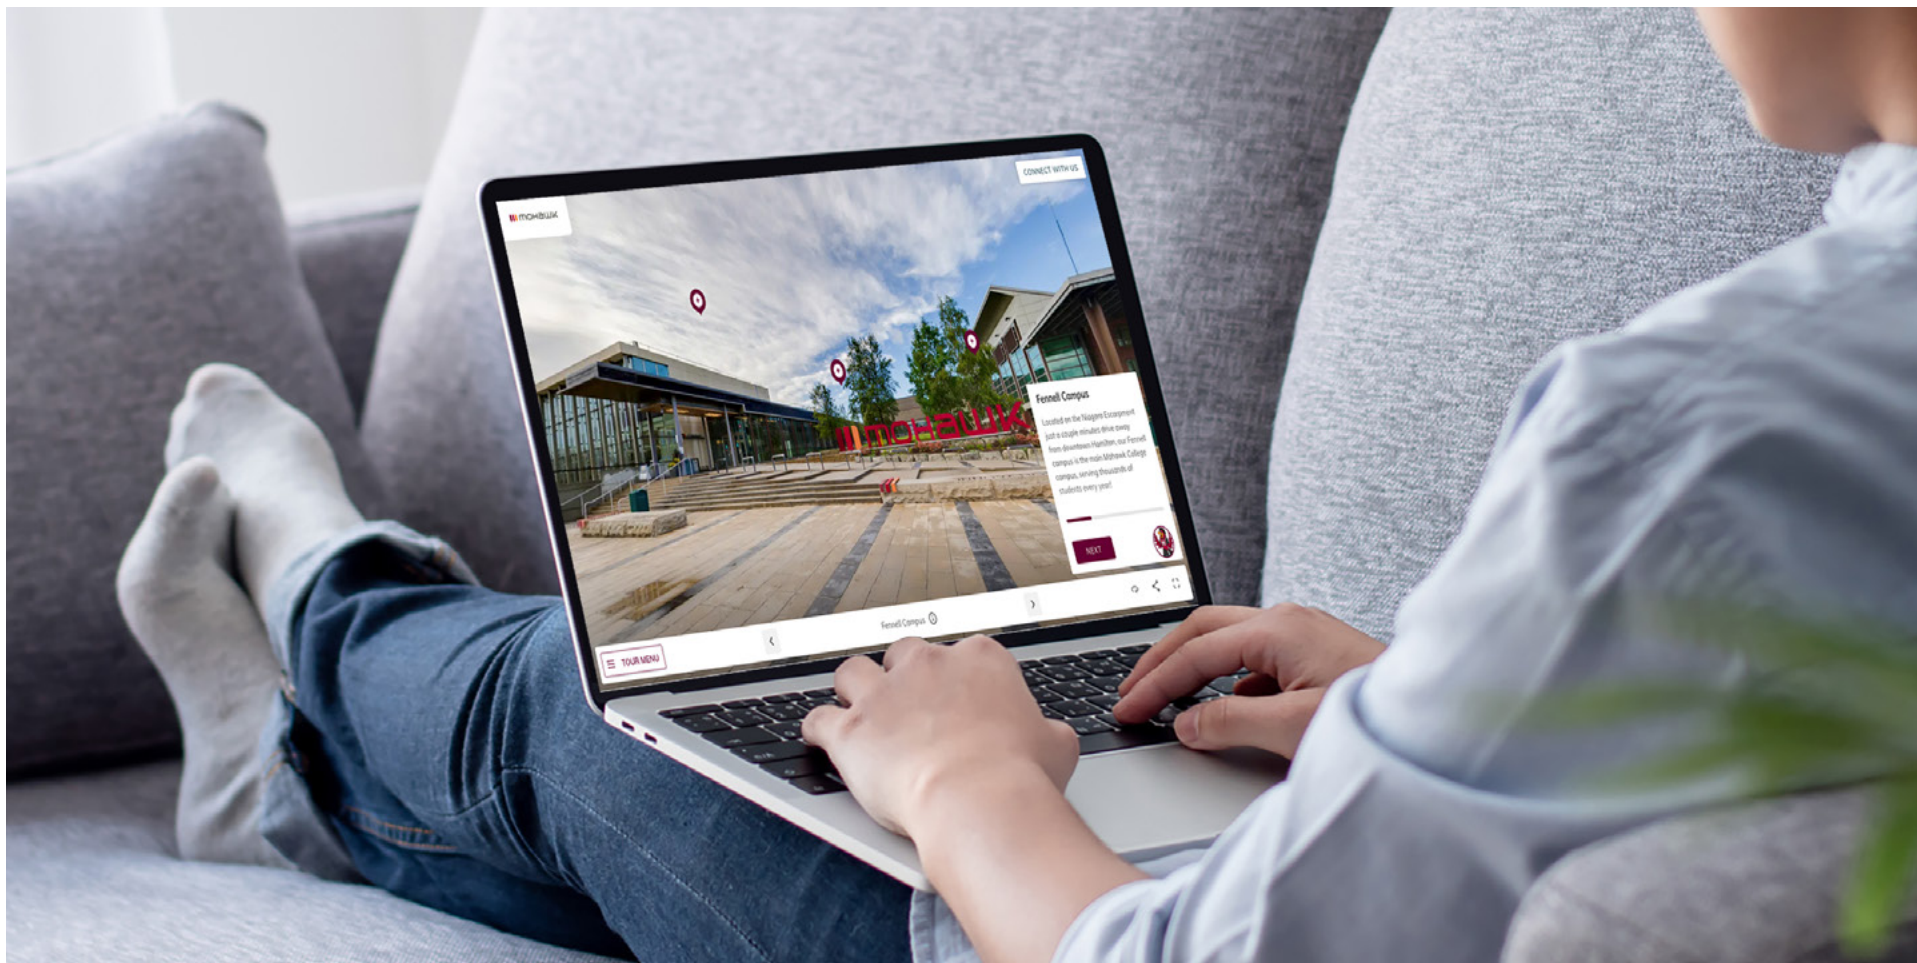 MOHAWK
CONNECT WITH US
MOHAWK
Fennell Campus
Located on the Niagara Escarpment
just a couple minutes drive away
from downtown Hamilton, our Fennell
campus is the main Mohawk College
campus, serving thousands of
students every year!
NEXT
Fennell Campus
TOUR MENU